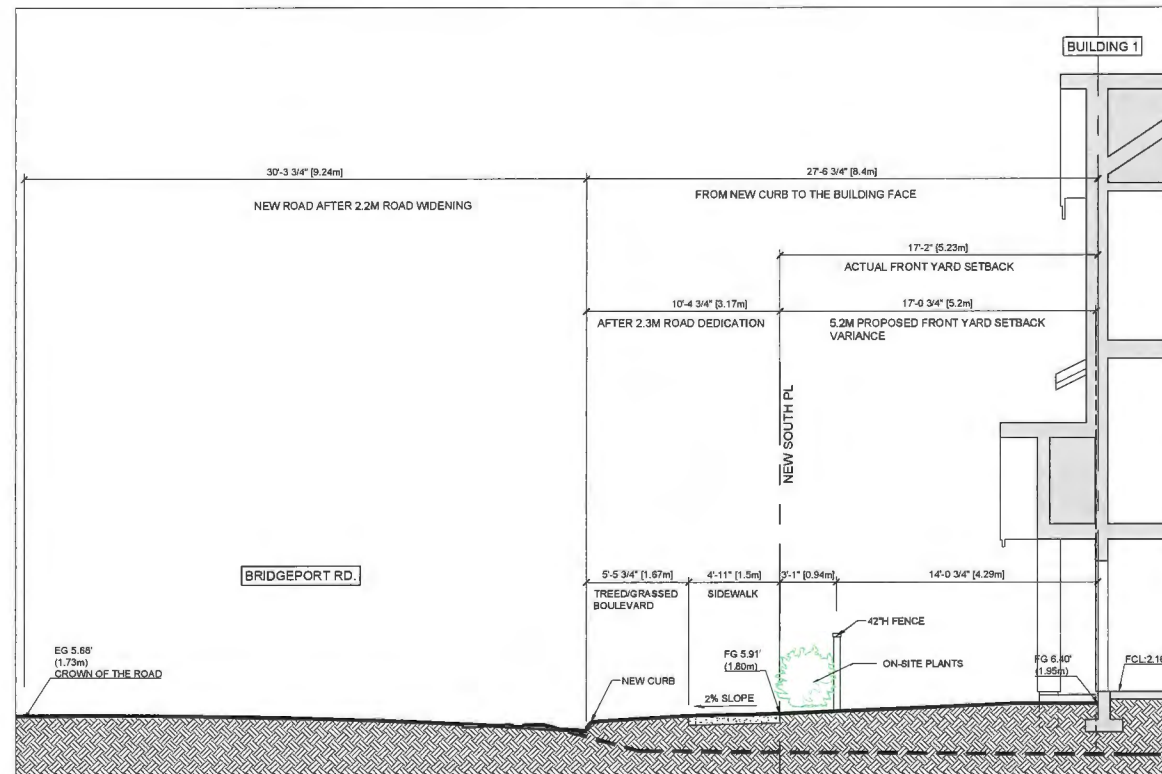 BUILDING 1
30'-3 3/4" [9.24m]
27'-6 3/4" [8.4m]
NEW ROAD AFTER 2.2M ROAD WIDENING
FROM NEW CURB TO THE BUILDING FACE
17'-2" [5.23m]
ACTUAL FRONT YARD SETBACK
10'-4 3/4" [3.17m]
17'-0 3/4" [5.2m]
AFTER 2.3M ROAD DEDICATION
5.2M PROPOSED FRONT YARD SETBACK
VARIANCE
NEW SOUTH PL
BRIDGEPORT RD.
5'-5 3/4" [1.67m]
4'-11" [1.5m]
3'-1" [0.94m]
14'-0 3/4" [4.29m]
TREED/GRASSED
BOULEVARD
SIDEWALK
42"H FENCE
EG 5.68'
(1.73m)
CROWN OF THE ROAD
FG 5.91'
(1.80m)
ON-SITE PLANTS
FG 6.40'
(1.95m)
NEW CURB
2% SLOPE